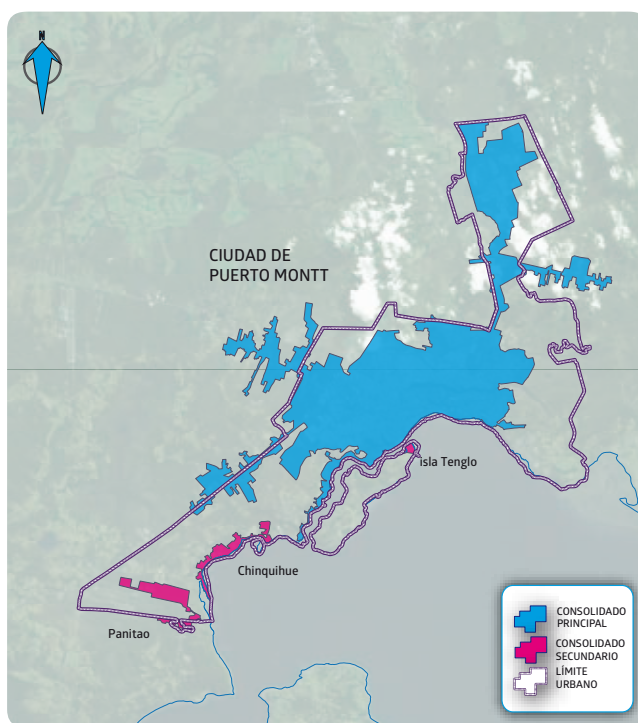 N
CIUDAD DE
PUERTO MONTT
isla Tenglo
Chinquihue
Panitao
CONSOLIDADO
PRINCIPAL
CONSOLIDADO
SECUNDARIO
LÍMITE
URBANO